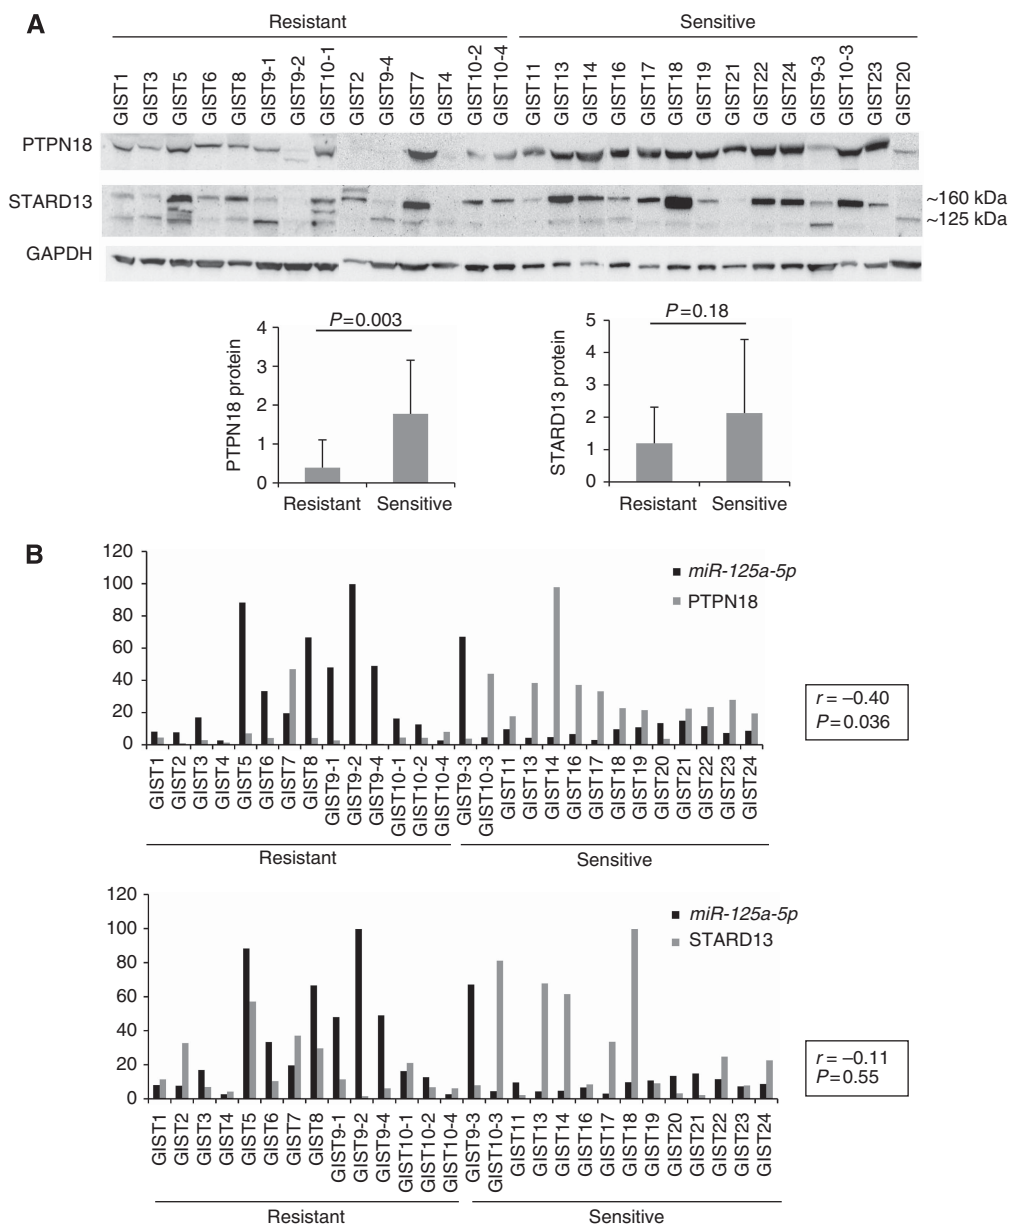 A
Resistant Sensitive
GIST1 GIST3 GIST5 GIST6 GIST8 GIST9-1 GIST9-2 GIST10-1 GIST2 GIST9-4 GIST7 GIST4 GIST10-2 GIST10-4 GIST11 GIST13 GIST14 GIST16 GIST17 GIST18 GIST19 GIST21 GIST22 GIST24 GIST9-3 GIST10-3 GIST23 GIST20
PTPN18
STARD13
~160 kDa
~125 kDa
GAPDH
PTPN18 protein
4
3
2
1
0
P=0.003
Resistant Sensitive
STARD13 protein
5
4
3
2
1
0
P=0.18
Resistant Sensitive
B
120
100
80
60
40
20
0
miR-125a-5p
PTPN18
r = –0.40
P=0.036
GIST1 GIST2 GIST3 GIST4 GIST5 GIST6 GIST7 GIST8 GIST9-1 GIST9-2 GIST9-4 GIST10-1 GIST10-2 GIST10-4 GIST9-3 GIST10-3 GIST11 GIST13 GIST14 GIST16 GIST17 GIST18 GIST19 GIST20 GIST21 GIST22 GIST23 GIST24
Resistant Sensitive
120
100
80
60
40
20
0
miR-125a-5p
STARD13
r = –0.11
P=0.55
GIST1 GIST2 GIST3 GIST4 GIST5 GIST6 GIST7 GIST8 GIST9-1 GIST9-2 GIST9-4 GIST10-1 GIST10-2 GIST10-4 GIST9-3 GIST10-3 GIST11 GIST13 GIST14 GIST16 GIST17 GIST18 GIST19 GIST20 GIST21 GIST22 GIST23 GIST24
Resistant Sensitive